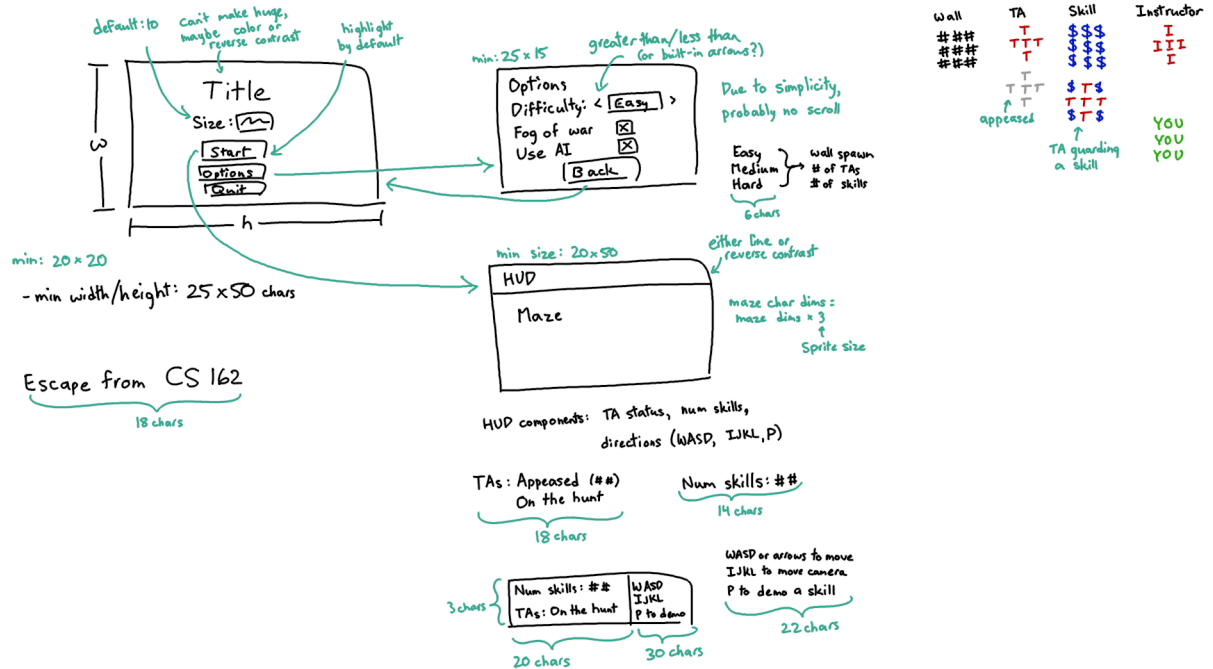 default:10
can't make huge,
maybe color or
reverse contrast
highlight
by default
Title
Size:
Start
Options
Quit
w
h
min: 20 x 20
- min width/height: 25 x 50 chars
Escape from CS 162
18 chars
min: 25 x 15
greater than/less than
(or built-in arrows?)
Options
Difficulty: < Easy >
Fog of war X
Use AI X
Back
Due to simplicity,
probably no scroll
Easy
Medium
Hard
6 chars
wall spawn
# of TAs
# of skills
min size: 20 x 50
either line or
reverse contrast
HUD
Maze
maze char dims =
maze dims * 3
Sprite size
HUD components: TA status, num skills,
directions (WASD, IJKL, P)
TAs: Appeased (##)
On the hunt
18 chars
Num skills: ##
14 chars
3 chars
Num skills: ##
TAs: On the hunt
WASD
IJKL
P to demo
20 chars
30 chars
WASD or arrows to move
IJKL to move camera
P to demo a skill
22 chars
Wall
###
###
###
TA
T
TTT
T
T
T T T
T
appeased
Skill
$$$
$$$
$$$
$ T $
T T T
$ T $
TA guarding
a skill
Instructor
I
III
I
YOU
YOU
YOU